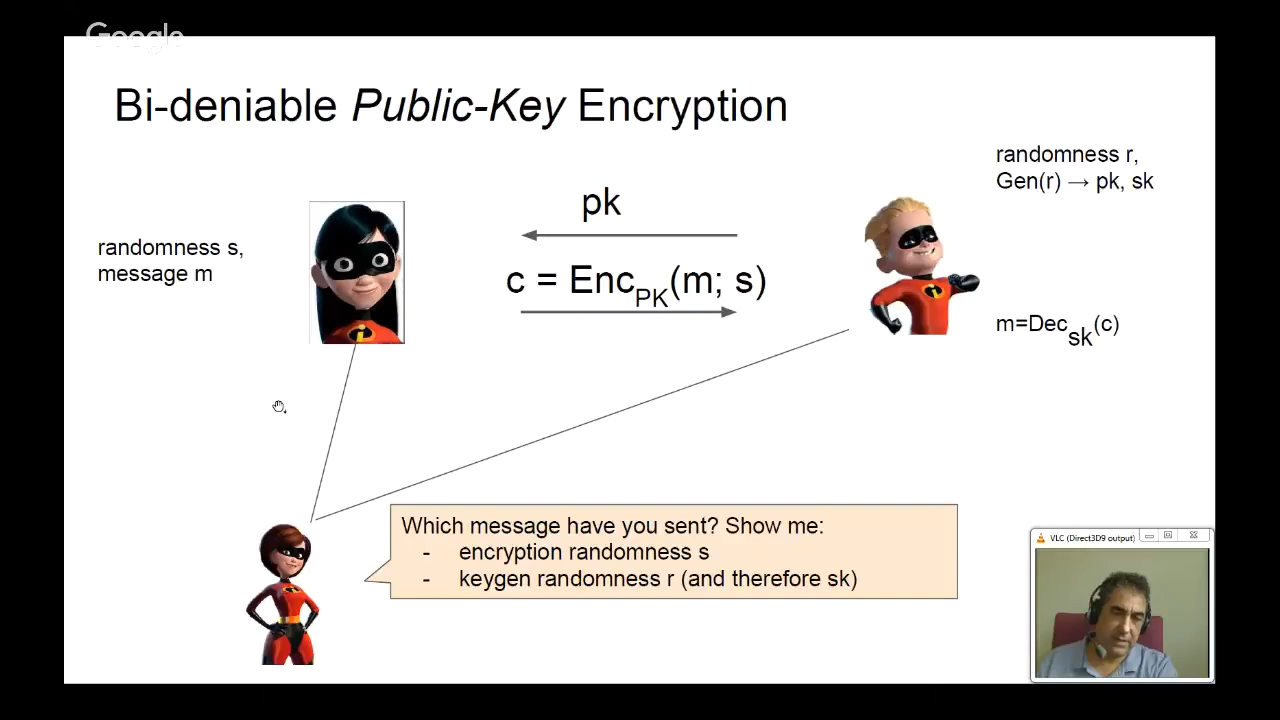 Google
Bi-deniable Public-Key Encryption
randomness r,
Gen(r) → pk, sk
pk
randomness s,
message m
c = EncPK(m; s)
m=Decsk(c)
Which message have you sent? Show me:
- encryption randomness s
- keygen randomness r (and therefore sk)
VLC (Direct3D9 output)